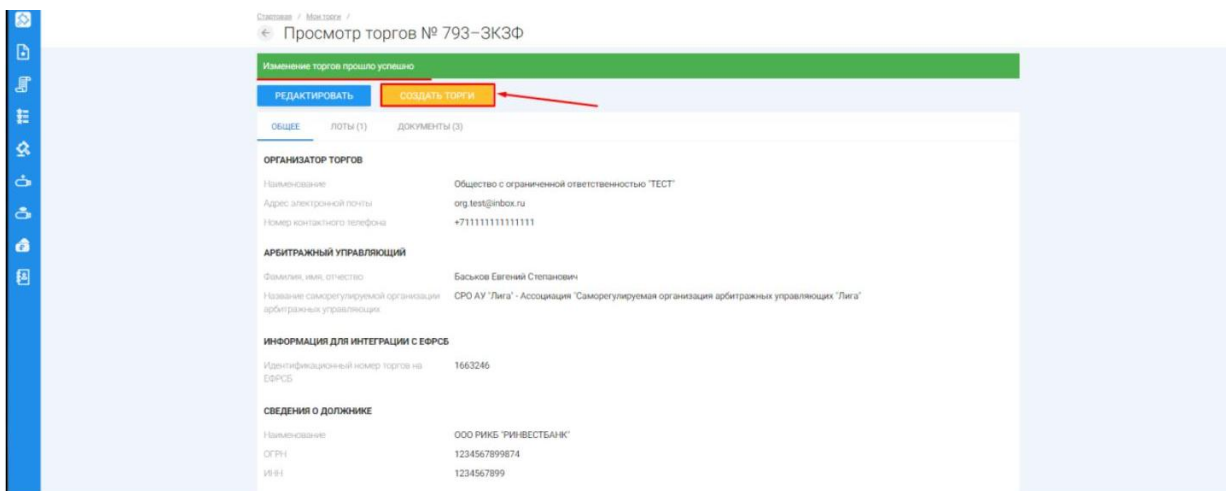 Стартовая / Мои торги /
Просмотр торгов № 793-ЗКЗФ
Изменение торгов прошло успешно
РЕДАКТИРОВАТЬ СОЗДАТЬ ТОРГИ
ОБЩЕЕ ЛОТЫ (1) ДОКУМЕНТЫ (3)
ОРГАНИЗАТОР ТОРГОВ
Наименование Общество с ограниченной ответственностью "ТЕСТ"
Адрес электронной почты org.test@inbox.ru
Номер контактного телефона +711111111111111
АРБИТРАЖНЫЙ УПРАВЛЯЮЩИЙ
Фамилия, имя, отчество Баськов Евгений Степанович
Название саморегулируемой организации СРО АУ "Лига" - Ассоциация "Саморегулируемая организация арбитражных управляющих "Лига"
арбитражных управляющих
ИНФОРМАЦИЯ ДЛЯ ИНТЕГРАЦИИ С ЕФРСБ
Идентификационный номер торгов на 1663246
ЕФРСБ
СВЕДЕНИЯ О ДОЛЖНИКЕ
Наименование ООО РИКБ "РИНВЕСТБАНК"
ОГРН 1234567899874
ИНН 1234567899